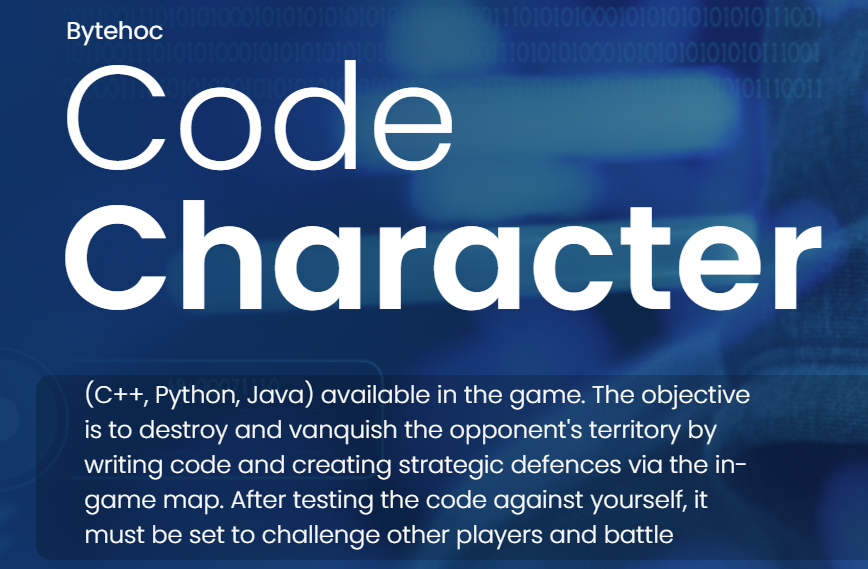 Bytehoc
Code
Character
(C++, Python, Java) available in the game. The objective
is to destroy and vanquish the opponent's territory by
writing code and creating strategic defences via the in-
game map. After testing the code against yourself, it
must be set to challenge other players and battle